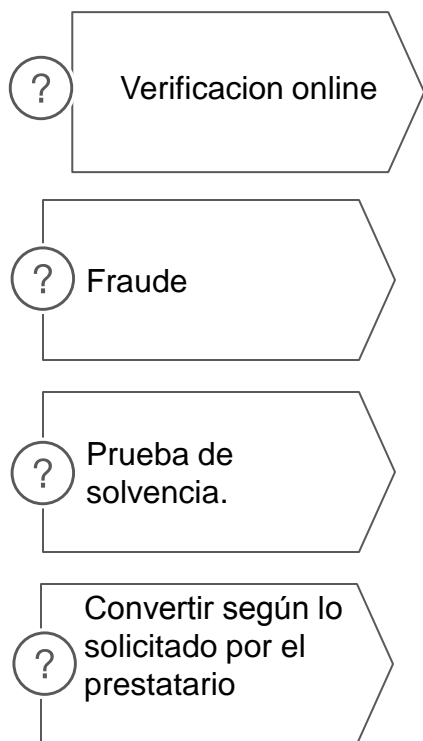 ?
Verificacion online
?
Fraude
?
Prueba de
solvencia.
?
Convertir según lo
solicitado por el
prestatario